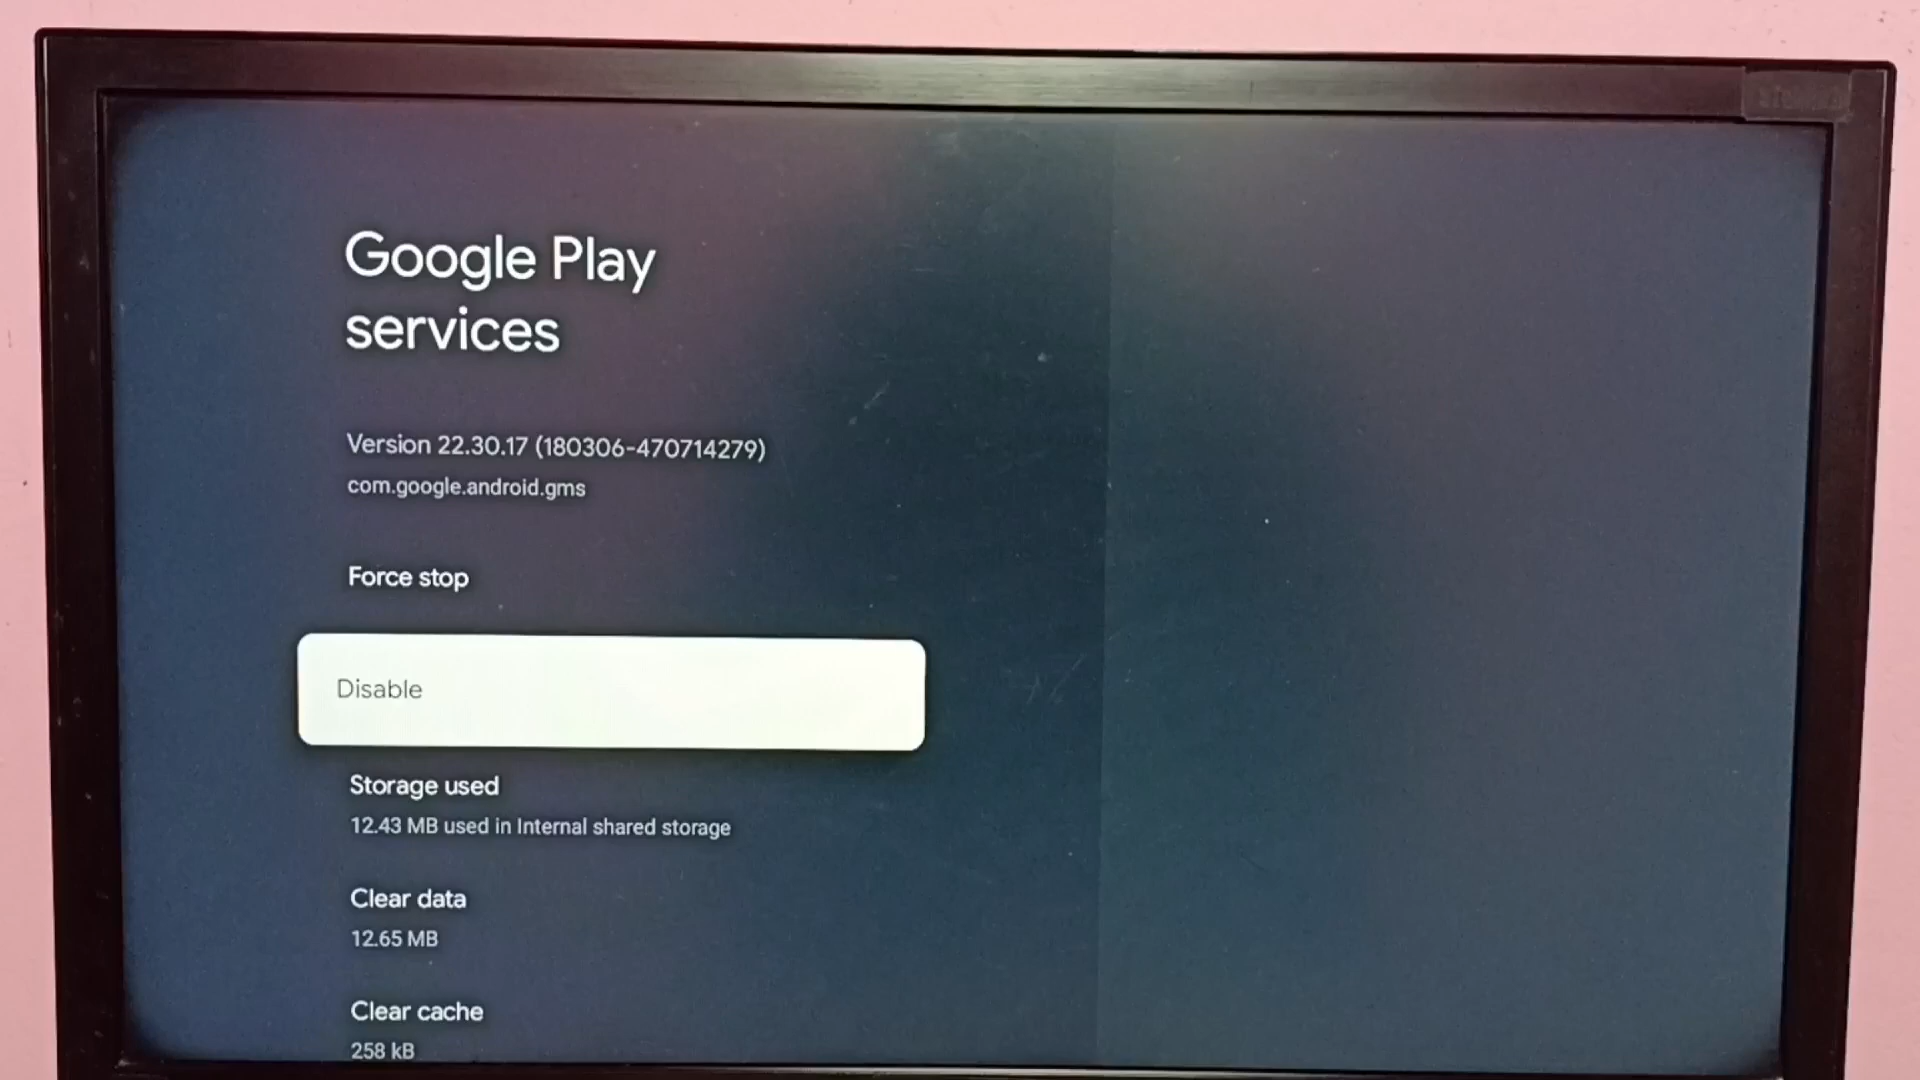 Google Play
services
Version 22.30.17 (180306-470714279)
com.google.android.gms
Force stop
Disable
Storage used
12.43 MB used in Internal shared storage
Clear data
12.65 MB
Clear cache
258 kB